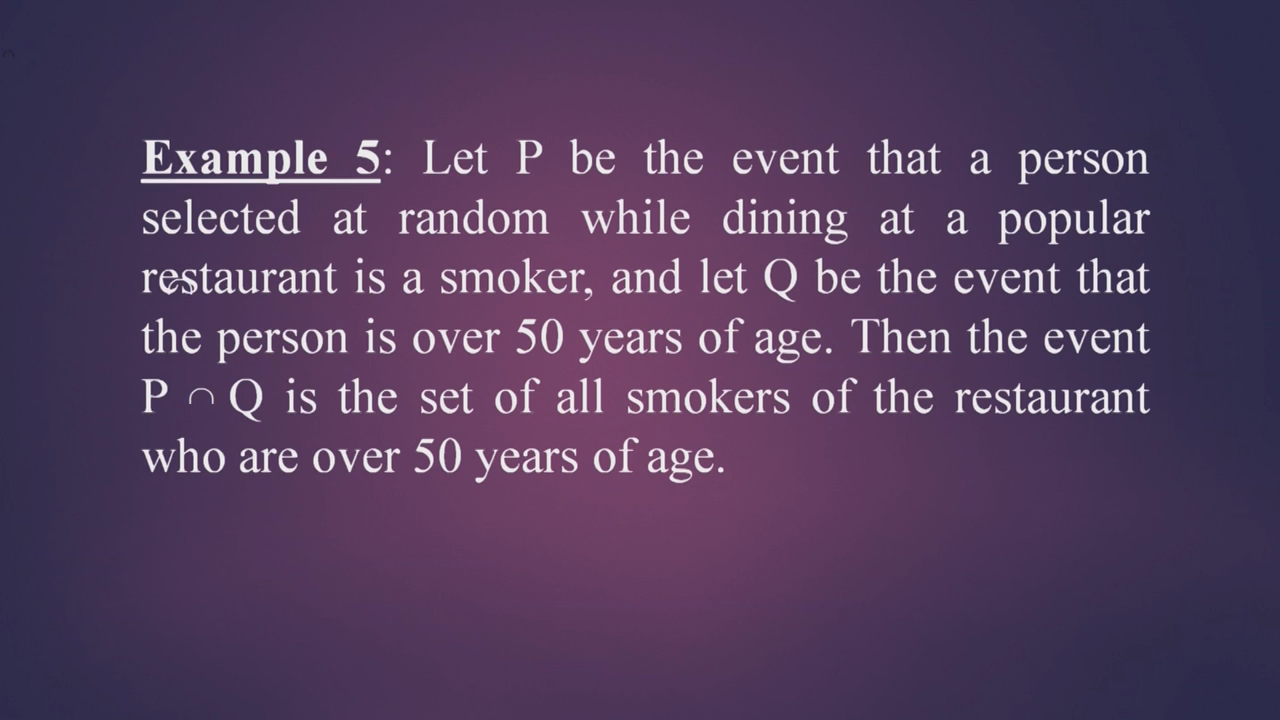 Example 5: Let P be the event that a person
selected at random while dining at a popular
restaurant is a smoker, and let Q be the event that
the person is over 50 years of age. Then the event
P ∩ Q is the set of all smokers of the restaurant
who are over 50 years of age.